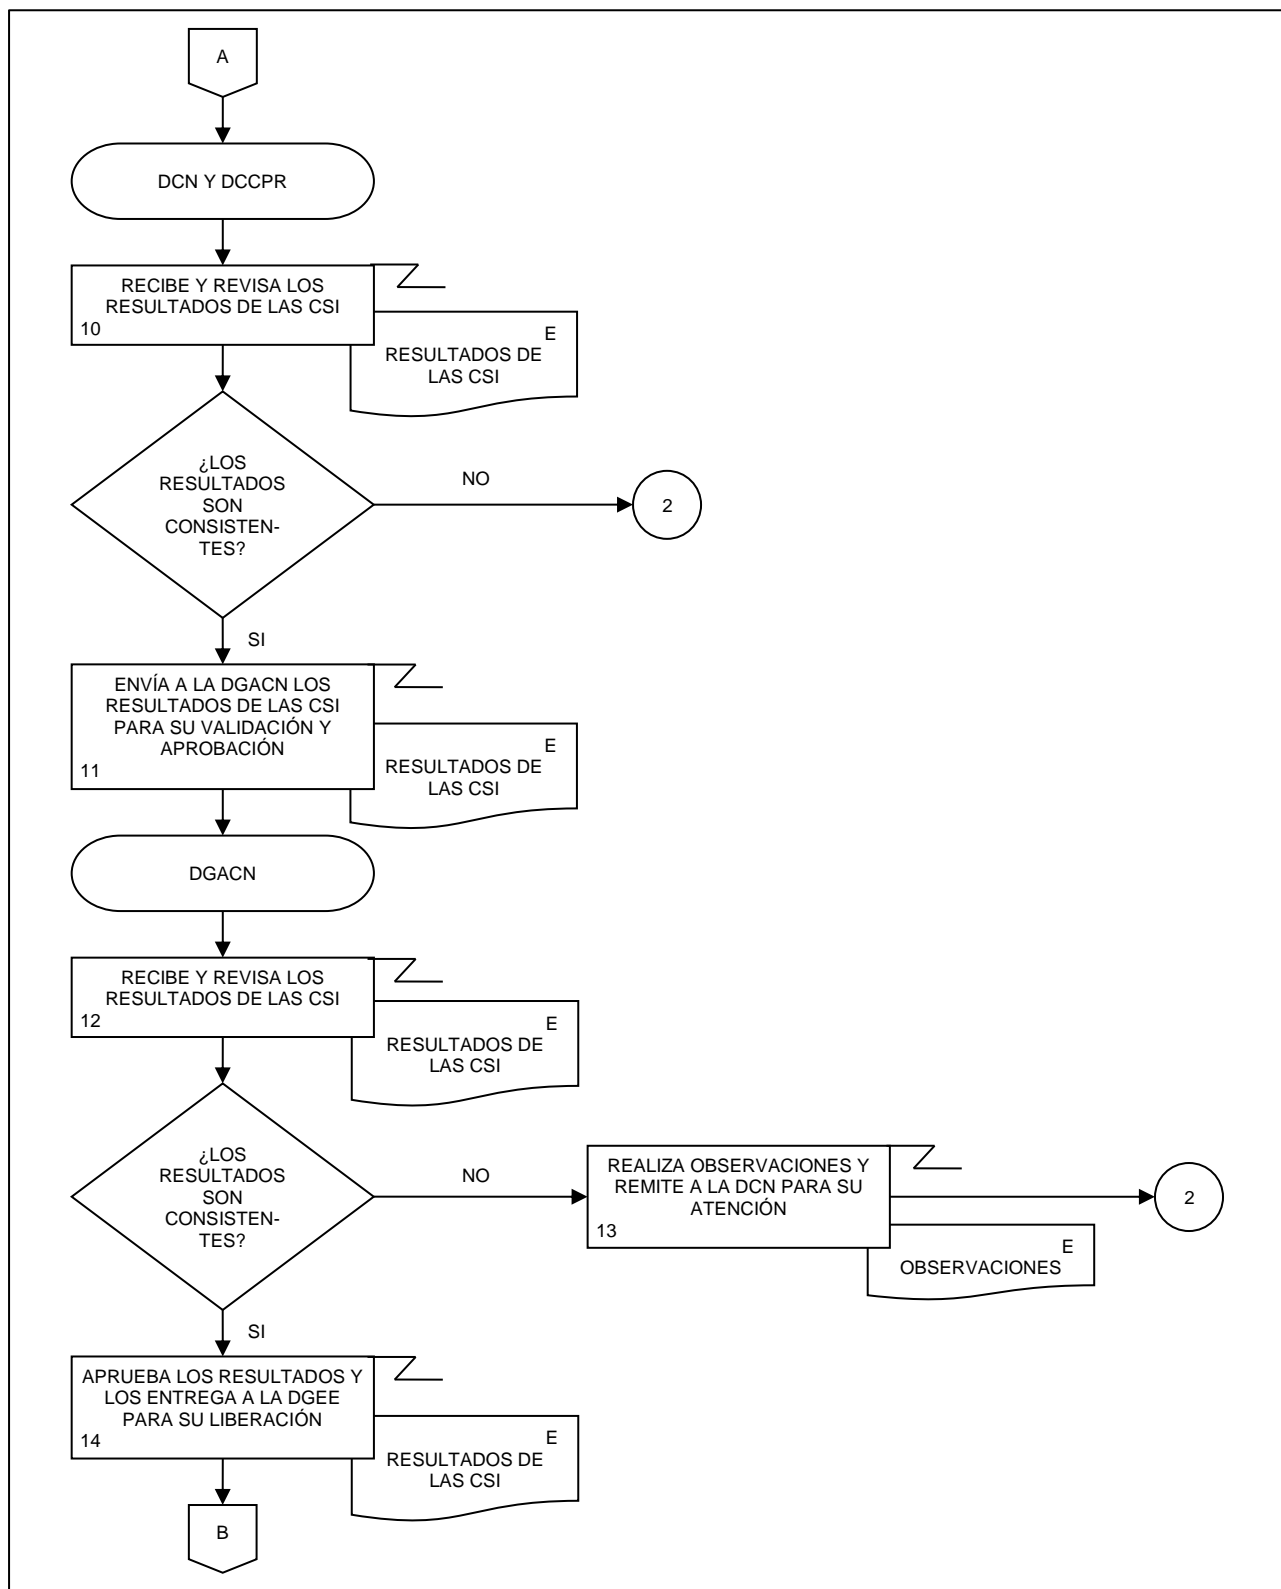 A
DCN Y DCCPR
RECIBE Y REVISA LOS
RESULTADOS DE LAS CSI
10
E
RESULTADOS DE
LAS CSI
¿LOS
RESULTADOS
SON
CONSISTEN-
TES?
NO
2
SI
ENVÍA A LA DGACN LOS
RESULTADOS DE LAS CSI
PARA SU VALIDACIÓN Y
APROBACIÓN
11
E
RESULTADOS DE
LAS CSI
DGACN
RECIBE Y REVISA LOS
RESULTADOS DE LAS CSI
12
E
RESULTADOS DE
LAS CSI
¿LOS
RESULTADOS
SON
CONSISTEN-
TES?
NO
REALIZA OBSERVACIONES Y
REMITE A LA DCN PARA SU
ATENCIÓN
13
E
OBSERVACIONES
2
SI
APRUEBA LOS RESULTADOS Y
LOS ENTREGA A LA DGEE
PARA SU LIBERACIÓN
14
E
RESULTADOS DE
LAS CSI
B